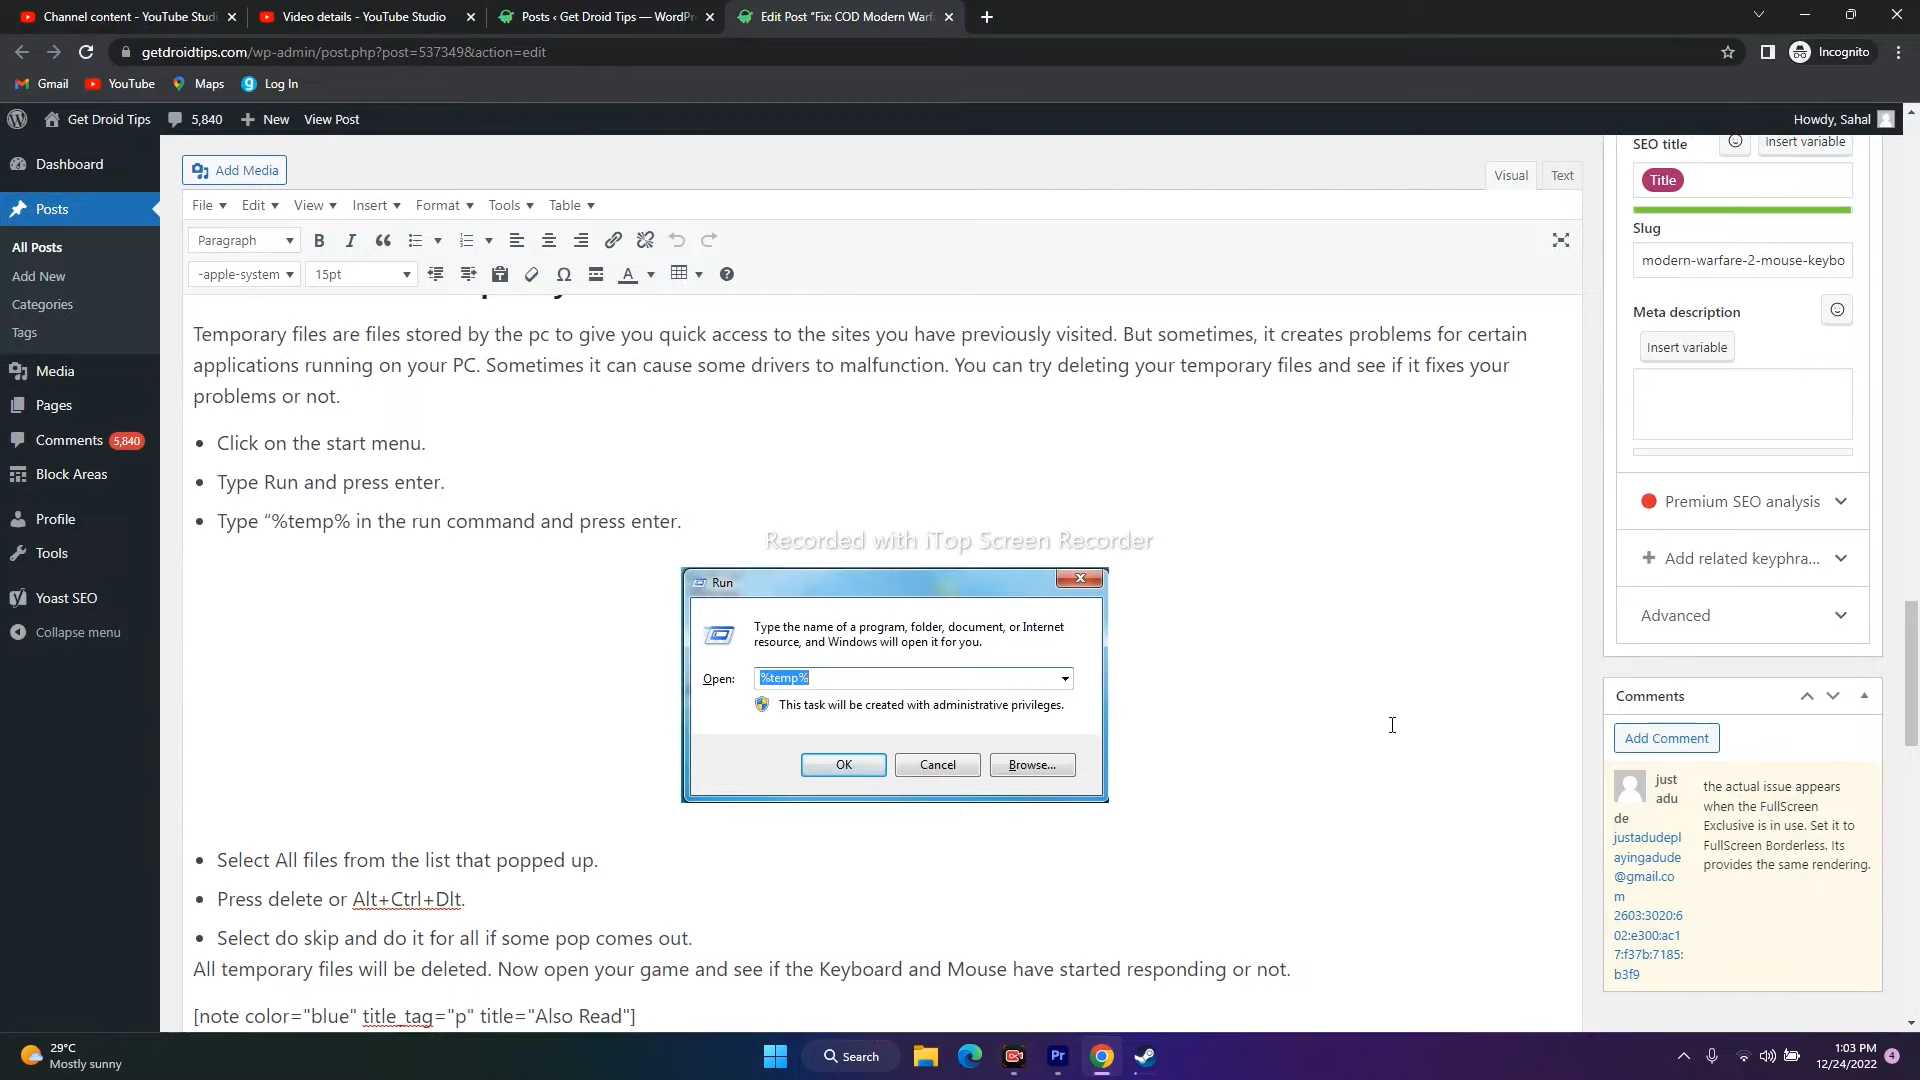 Channel content - YouTube Studi
Video details - YouTube Studio
Posts ‹ Get Droid Tips — WordPr
Edit Post "Fix: COD Modern Warf
getdroidtips.com/wp-admin/post.php?post=537349&action=edit
Incognito
Gmail
YouTube
Maps
Log In
Get Droid Tips
5,840
New
View Post
Howdy, Sahal
Dashboard
Posts
All Posts
Add New
Categories
Tags
Media
Pages
Comments 5,840
Block Areas
Profile
Tools
Yoast SEO
Collapse menu
Add Media
Visual
Text
File
Edit
View
Insert
Format
Tools
Table
Paragraph
-apple-system
15pt
Temporary files are files stored by the pc to give you quick access to the sites you have previously visited. But sometimes, it creates problems for certain
applications running on your PC. Sometimes it can cause some drivers to malfunction. You can try deleting your temporary files and see if it fixes your
problems or not.
Click on the start menu.
Type Run and press enter.
Type “%temp% in the run command and press enter.
Recorded with iTop Screen Recorder
Run
Type the name of a program, folder, document, or Internet
resource, and Windows will open it for you.
Open:
%temp%
This task will be created with administrative privileges.
OK
Cancel
Browse...
Select All files from the list that popped up.
Press delete or Alt+Ctrl+Dlt.
Select do skip and do it for all if some pop comes out.
All temporary files will be deleted. Now open your game and see if the Keyboard and Mouse have started responding or not.
[note color="blue" title_tag="p" title="Also Read"]
SEO title
Insert variable
Title
Slug
modern-warfare-2-mouse-keybo
Meta description
Insert variable
Premium SEO analysis
Add related keyphra...
Advanced
Comments
Add Comment
just
adu
de
justadudepl
ayingadude
@gmail.co
m
2603:3020:6
02:e300:ac1
7:f37b:7185:
b3f9
the actual issue appears
when the FullScreen
Exclusive is in use. Set it to
FullScreen Borderless. Its
provides the same rendering.
29°C
Mostly sunny
Search
Pr
1:03 PM
12/24/2022
4